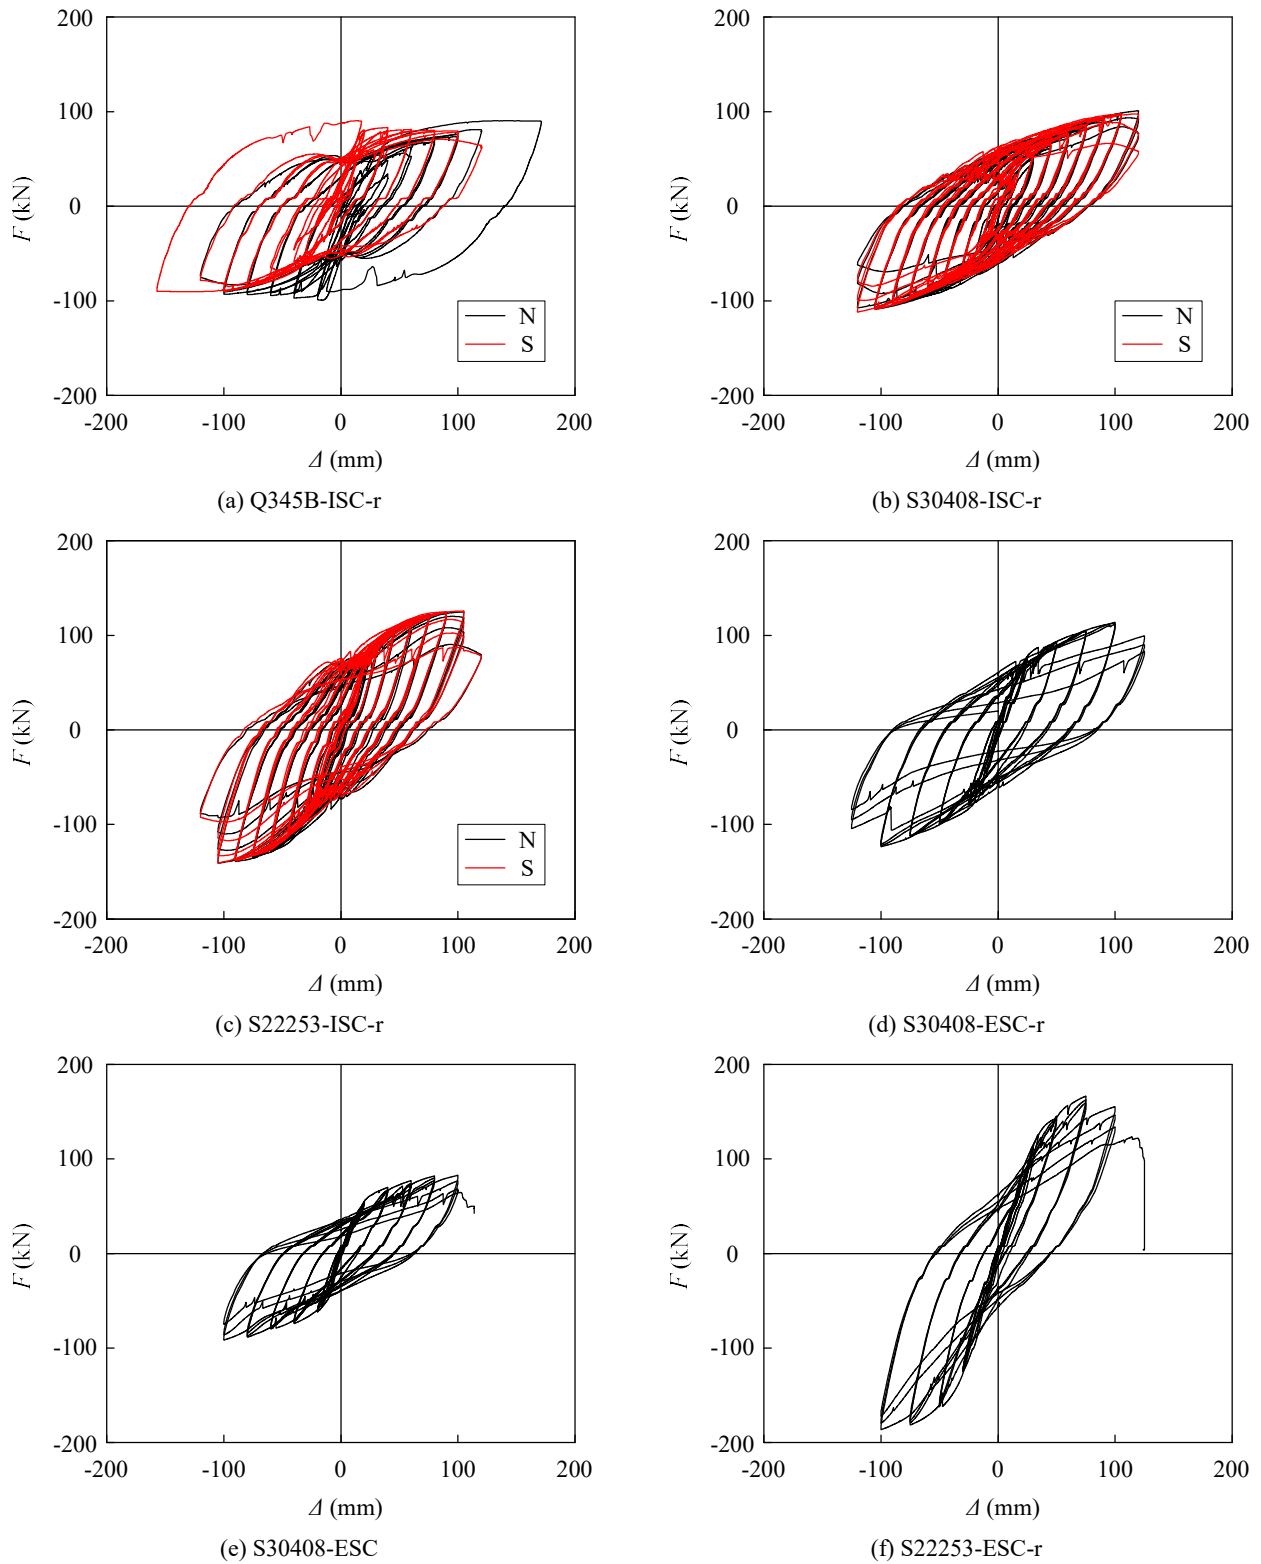 200
100
0
-100
-200
F (kN)
N
S
-200 -100 0 100 200
Δ (mm)
(a) Q345B-ISC-r
200
100
0
-100
-200
F (kN)
N
S
-200 -100 0 100 200
Δ (mm)
(b) S30408-ISC-r
200
100
0
-100
-200
F (kN)
N
S
-200 -100 0 100 200
Δ (mm)
(c) S22253-ISC-r
200
100
0
-100
-200
F (kN)
-200 -100 0 100 200
Δ (mm)
(d) S30408-ESC-r
200
100
0
-100
-200
F (kN)
-200 -100 0 100 200
Δ (mm)
(e) S30408-ESC
200
100
0
-100
-200
F (kN)
-200 -100 0 100 200
Δ (mm)
(f) S22253-ESC-r